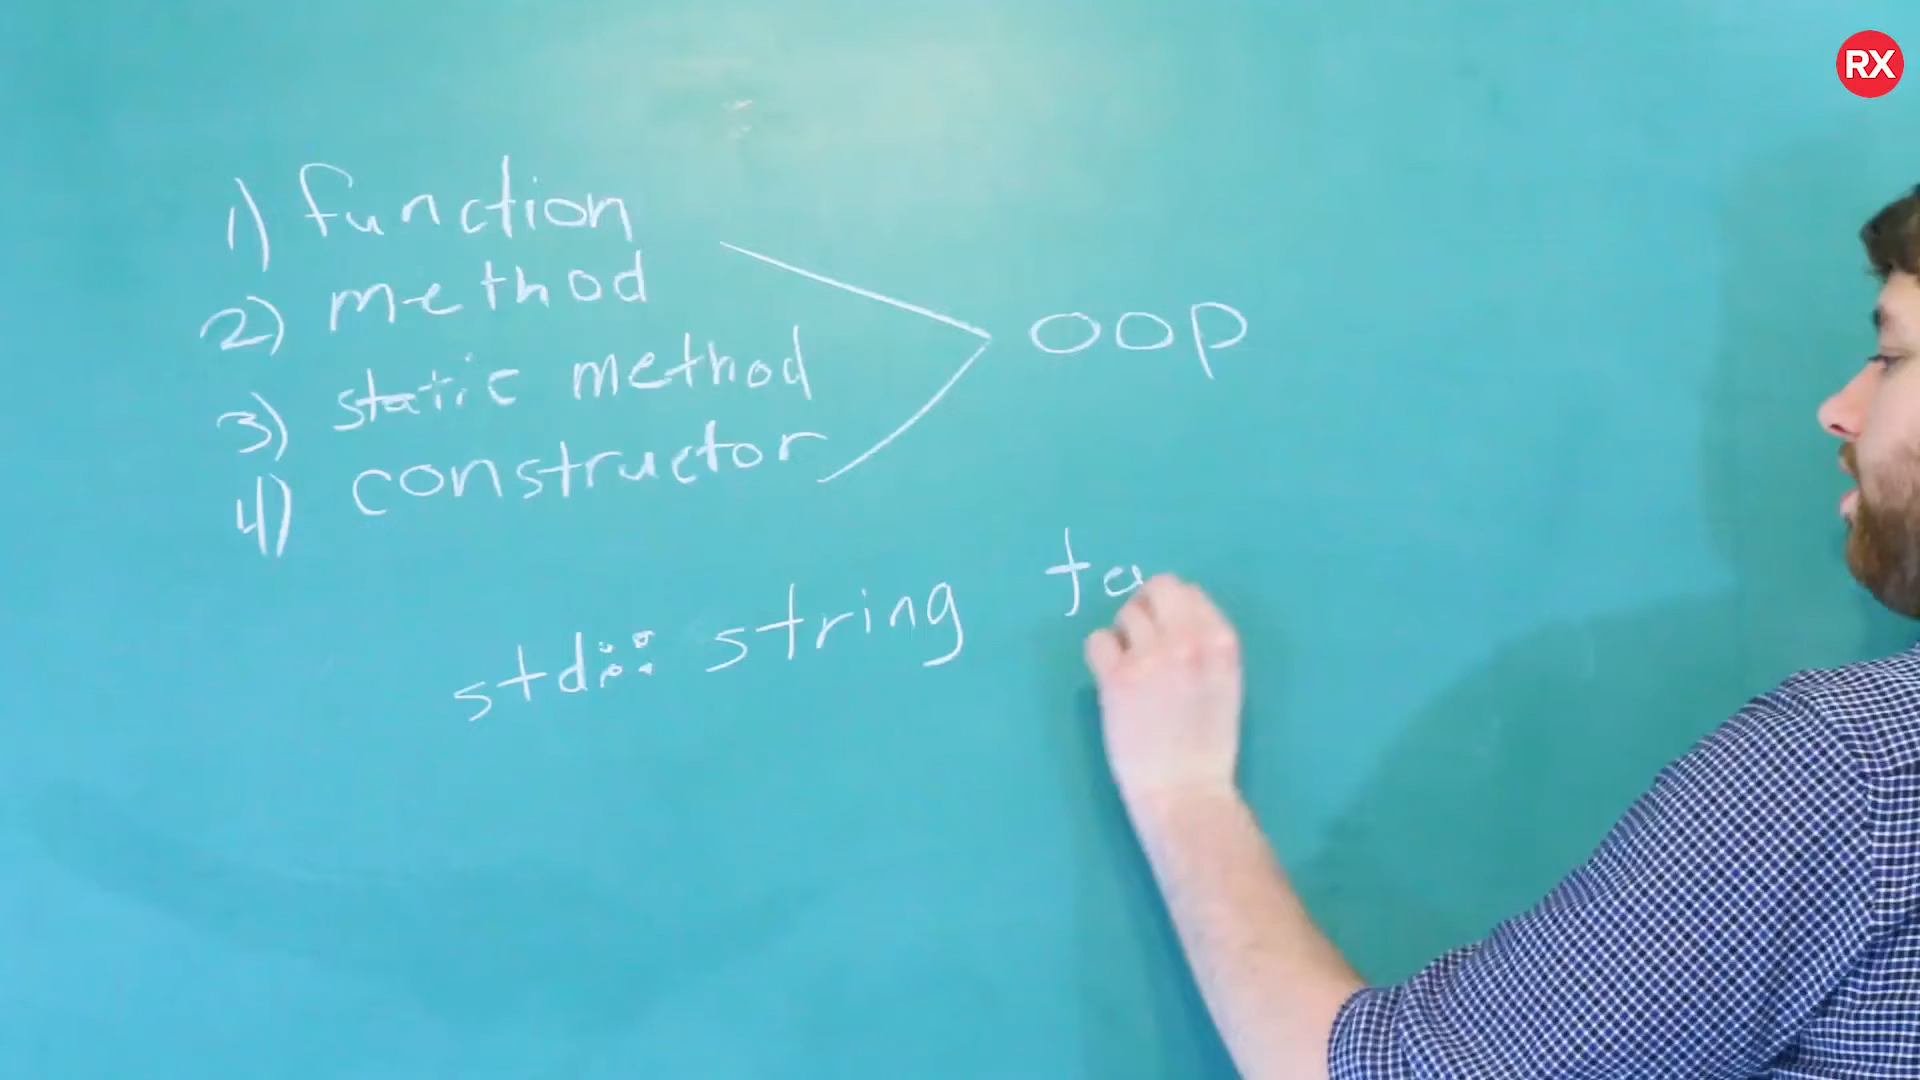 RX
1) function
2) method
3) static method
4) constructor
OOP
std:: string